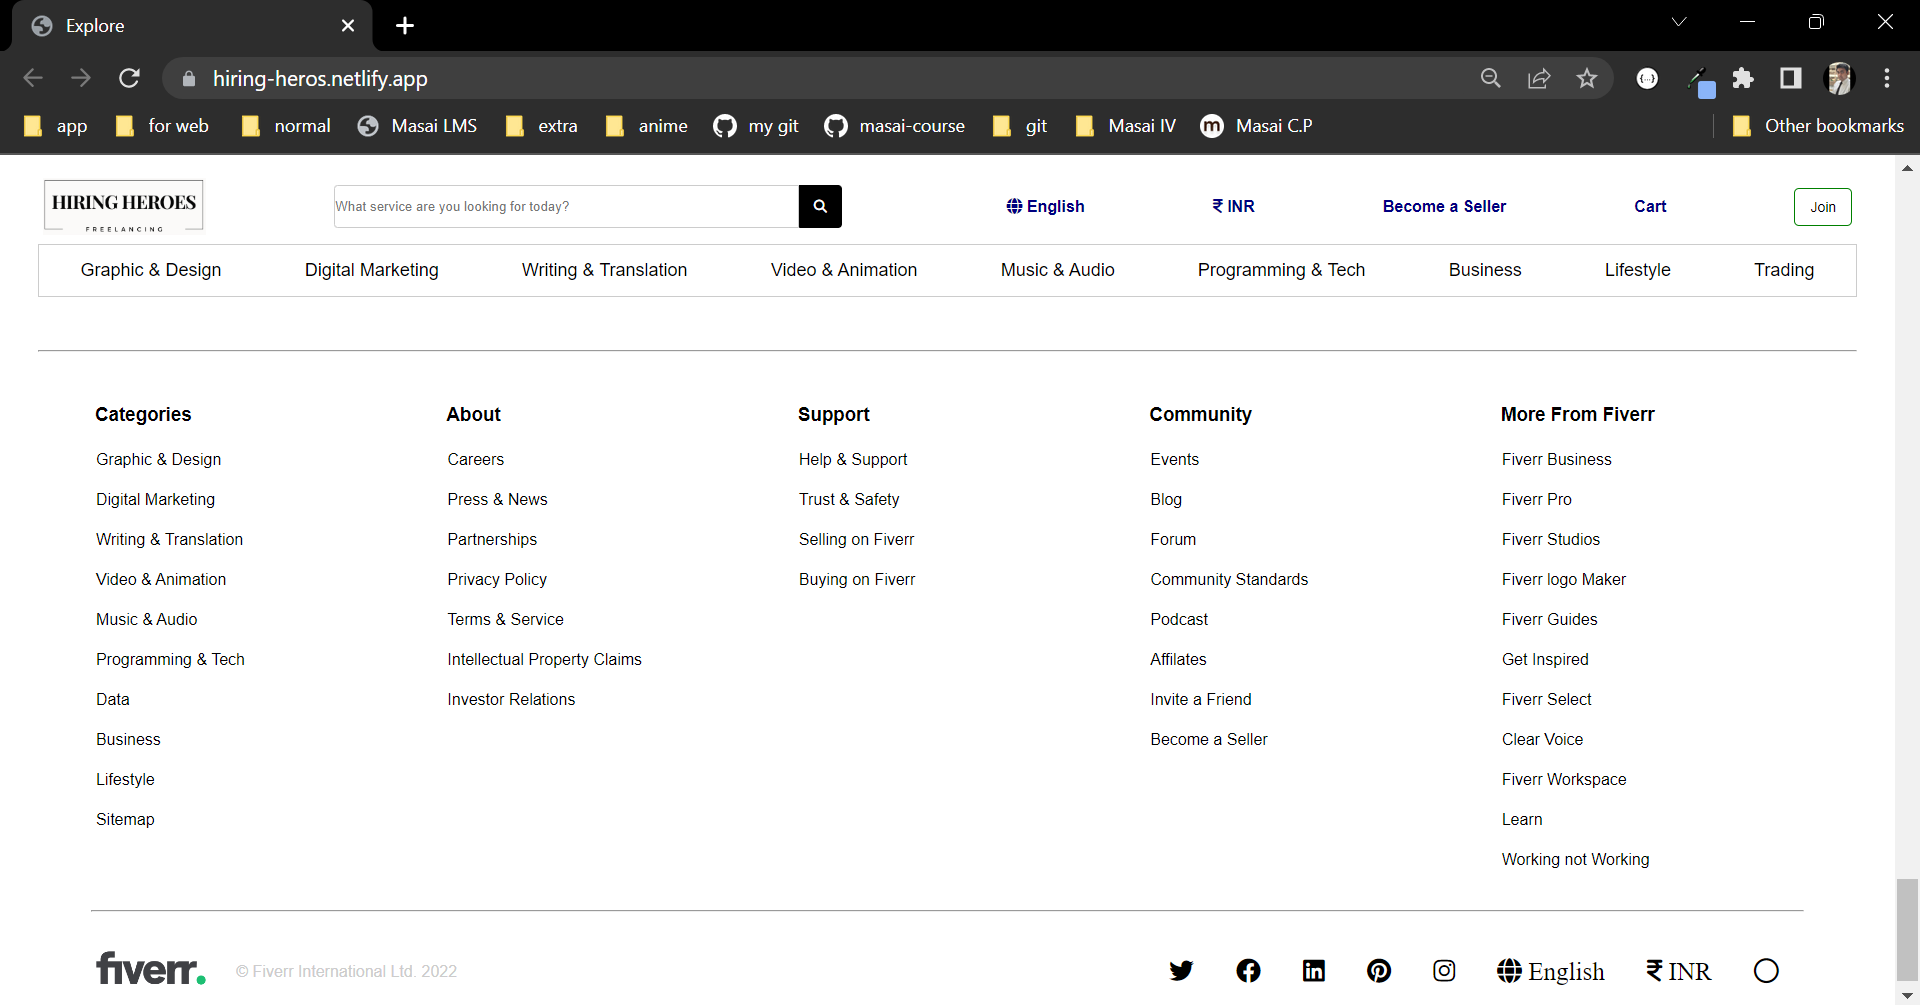 Explore
hiring-heros.netlify.app
app for web normal Masai LMS extra anime my git masai-course git Masai IV m Masai C.P Other bookmarks
HIRING HEROES
FREELANCING
What service are you looking for today?
English ₹ INR Become a Seller Cart Join
Graphic & Design Digital Marketing Writing & Translation Video & Animation Music & Audio Programming & Tech Business Lifestyle Trading
Categories
Graphic & Design
Digital Marketing
Writing & Translation
Video & Animation
Music & Audio
Programming & Tech
Data
Business
Lifestyle
Sitemap
About
Careers
Press & News
Partnerships
Privacy Policy
Terms & Service
Intellectual Property Claims
Investor Relations
Support
Help & Support
Trust & Safety
Selling on Fiverr
Buying on Fiverr
Community
Events
Blog
Forum
Community Standards
Podcast
Affilates
Invite a Friend
Become a Seller
More From Fiverr
Fiverr Business
Fiverr Pro
Fiverr Studios
Fiverr logo Maker
Fiverr Guides
Get Inspired
Fiverr Select
Clear Voice
Fiverr Workspace
Learn
Working not Working
fiverr. © Fiverr International Ltd. 2022 English ₹ INR